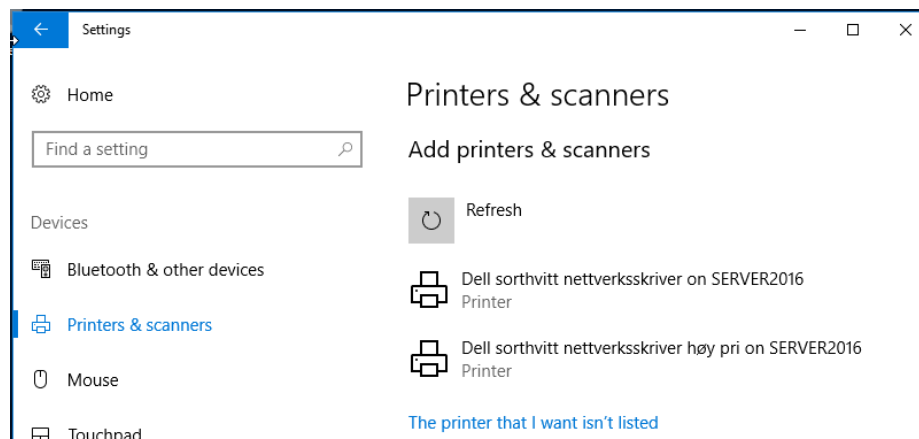 Settings
Home
Printers & scanners
Find a setting
Add printers & scanners
Devices
Refresh
Bluetooth & other devices
Dell sorthvitt nettverksskriver on SERVER2016
Printer
Printers & scanners
Dell sorthvitt nettverksskriver høy pri on SERVER2016
Printer
Mouse
The printer that I want isn't listed
Touchpad